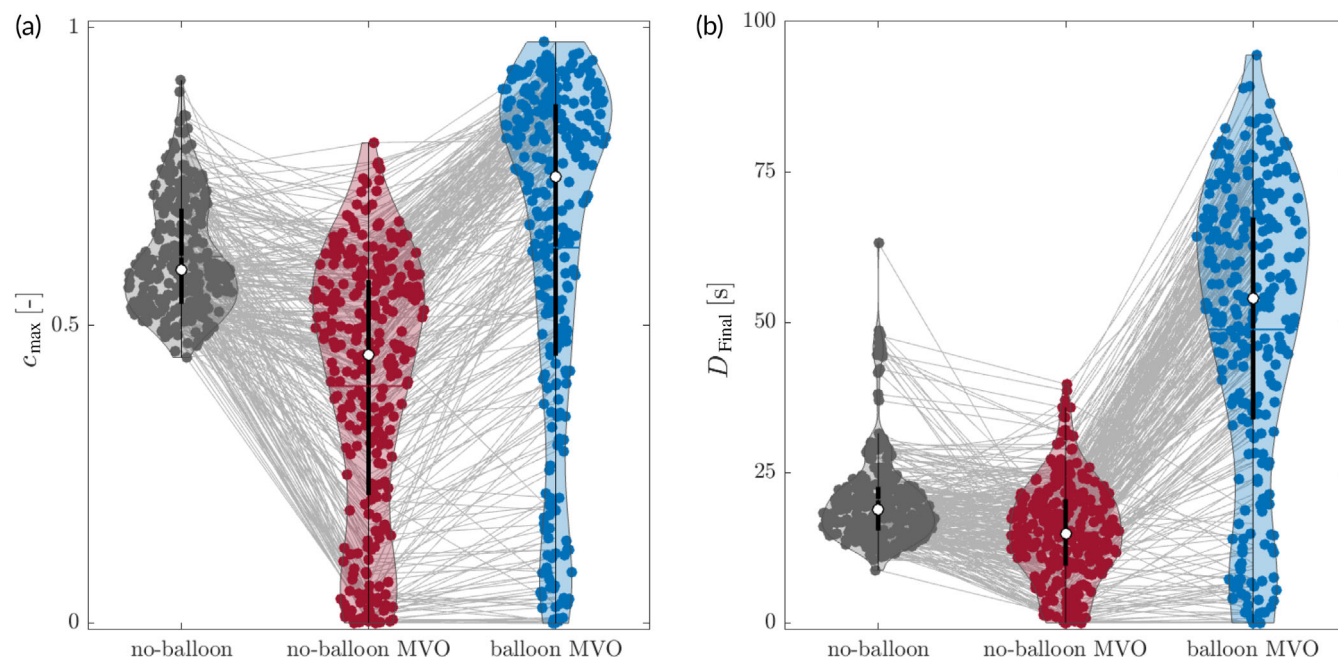 (a)
1
0.5
0
c_max [-]
no-balloon
no-balloon MVO
balloon MVO
(b)
100
75
50
25
0
D_Final [s]
no-balloon
no-balloon MVO
balloon MVO